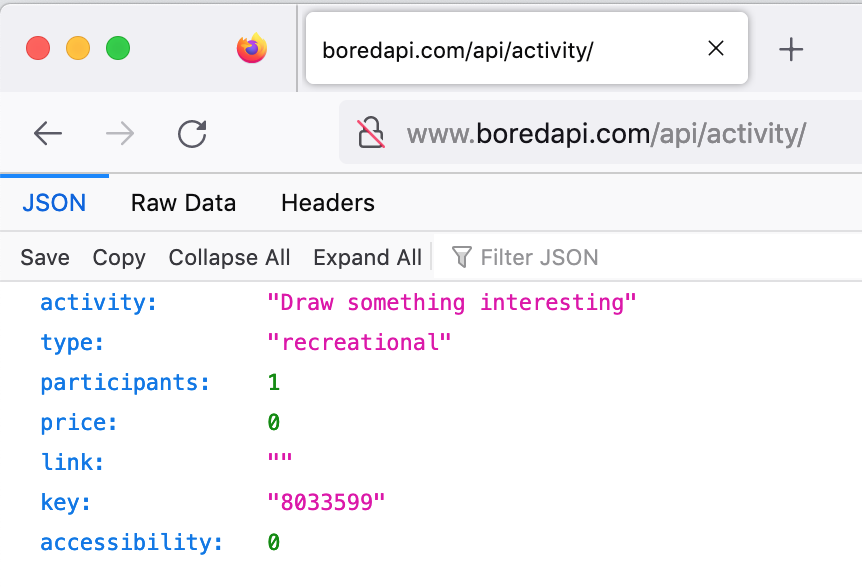 boredapi.com/api/activity/
www.boredapi.com/api/activity/
JSON Raw Data Headers
Save Copy Collapse All Expand All Filter JSON
activity: "Draw something interesting"
type: "recreational"
participants: 1
price: 0
link: ""
key: "8033599"
accessibility: 0